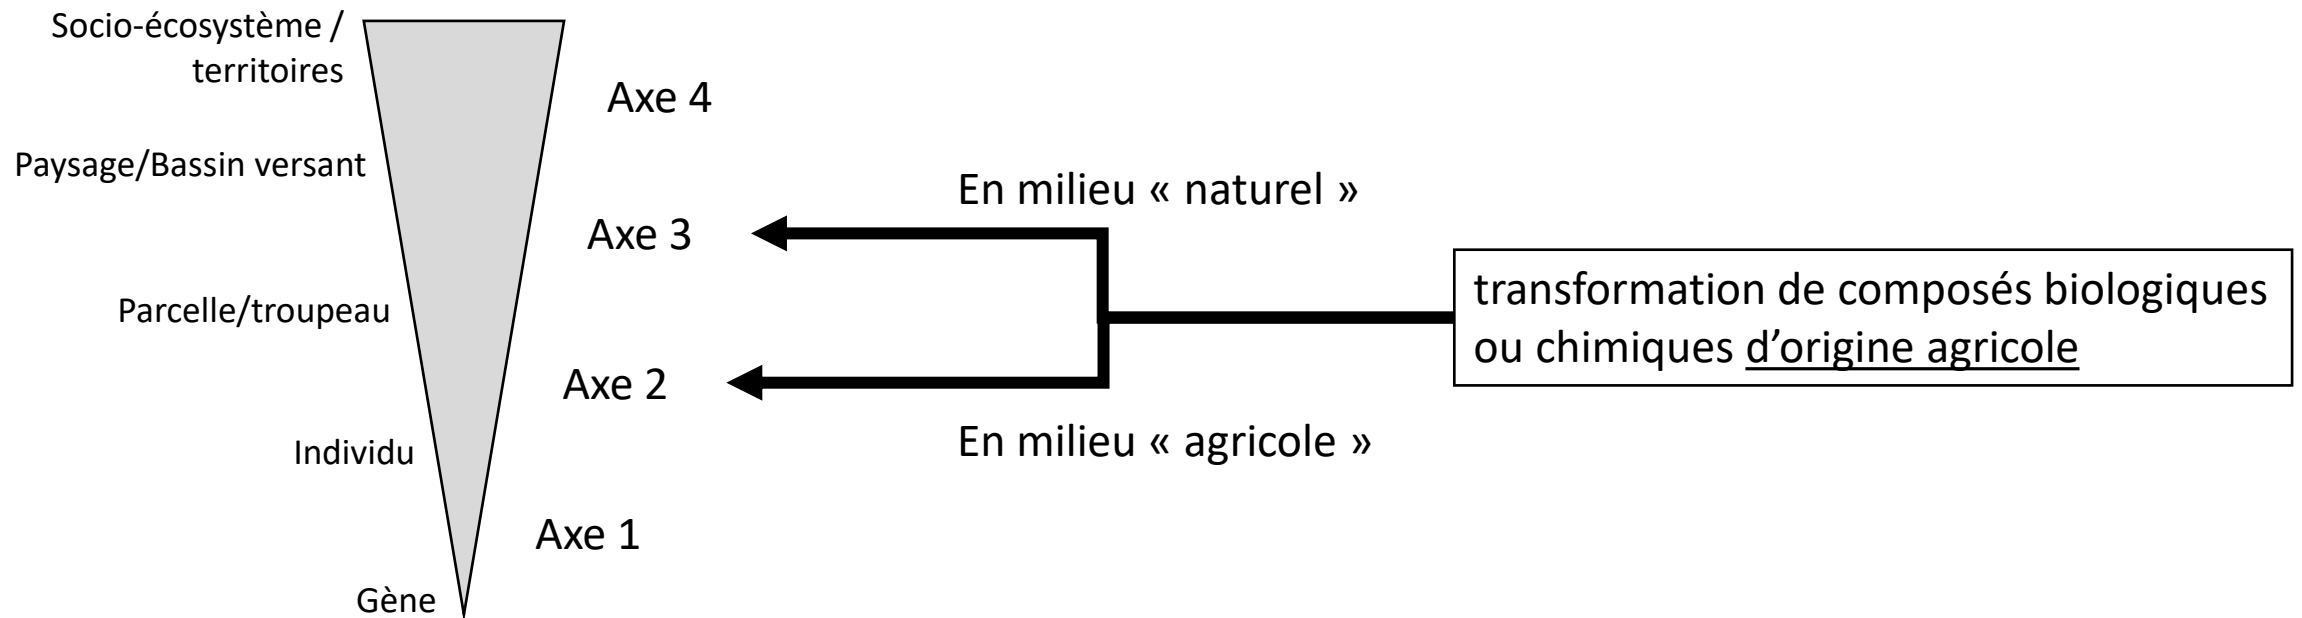 Socio-écosystème /
territoires
Axe 4
Paysage/Bassin versant
En milieu « naturel »
Axe 3
transformation de composés biologiques
ou chimiques d’origine agricole
Parcelle/troupeau
Axe 2
En milieu « agricole »
Individu
Axe 1
Gène